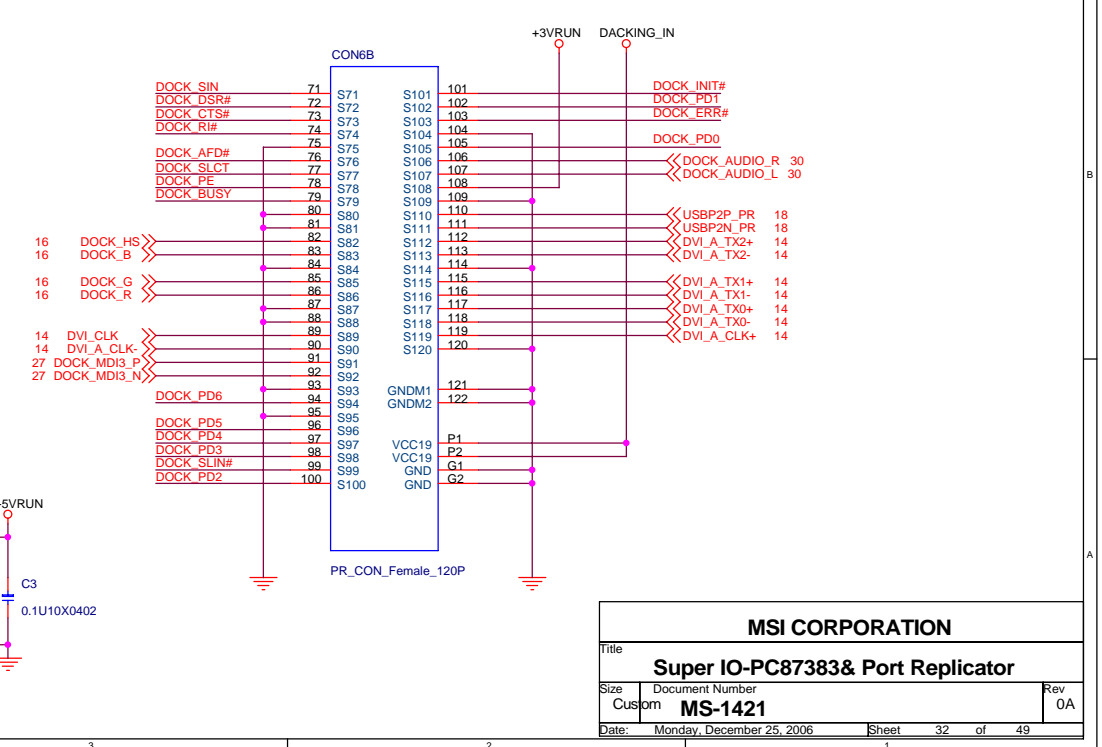 +3VRUN DACKING_IN
CON6B
DOCK_SIN 71 S71 S101 101 DOCK_INIT#
DOCK_DSR# 72 S72 S102 102 DOCK_PD1
DOCK_CTS# 73 S73 S103 103 DOCK_ERR#
DOCK_RI# 74 S74 S104 104
75 S75 S105 105 DOCK_PD0
DOCK_AFD# 76 S76 S106 106 DOCK_AUDIO_R 30
DOCK_SLCT 77 S77 S107 107 DOCK_AUDIO_L 30
DOCK_PE 78 S78 S108 108
DOCK_BUSY 79 S79 S109 109
80 S80 S110 110 USBP2P_PR 18
81 S81 S111 111 USBP2N_PR 18
16 DOCK_HS 82 S82 S112 112 DVI_A_TX2+ 14
16 DOCK_B 83 S83 S113 113 DVI_A_TX2- 14
84 S84 S114 114
16 DOCK_G 85 S85 S115 115 DVI_A_TX1+ 14
16 DOCK_R 86 S86 S116 116 DVI_A_TX1- 14
87 S87 S117 117 DVI_A_TX0+ 14
88 S88 S118 118 DVI_A_TX0- 14
14 DVI_CLK 89 S89 S119 119 DVI_A_CLK+ 14
14 DVI_A_CLK- 90 S90 S120 120
27 DOCK_MDI3_P 91 S91
27 DOCK_MDI3_N 92 S92
93 S93 GNDM1 121
DOCK_PD6 94 S94 GNDM2 122
95 S95
DOCK_PD5 96 S96
DOCK_PD4 97 S97 VCC19 P1
DOCK_PD3 98 S98 VCC19 P2
DOCK_SLIN# 99 S99 GND G1
DOCK_PD2 100 S100 GND G2
PR_CON_Female_120P
5VRUN
C3
0.1U10X0402
B
A
MSI CORPORATION
Title
Super IO-PC87383& Port Replicator
Size Document Number Rev
Custom MS-1421 0A
Date: Monday, December 25, 2006 Sheet 32 of 49
3 2 1